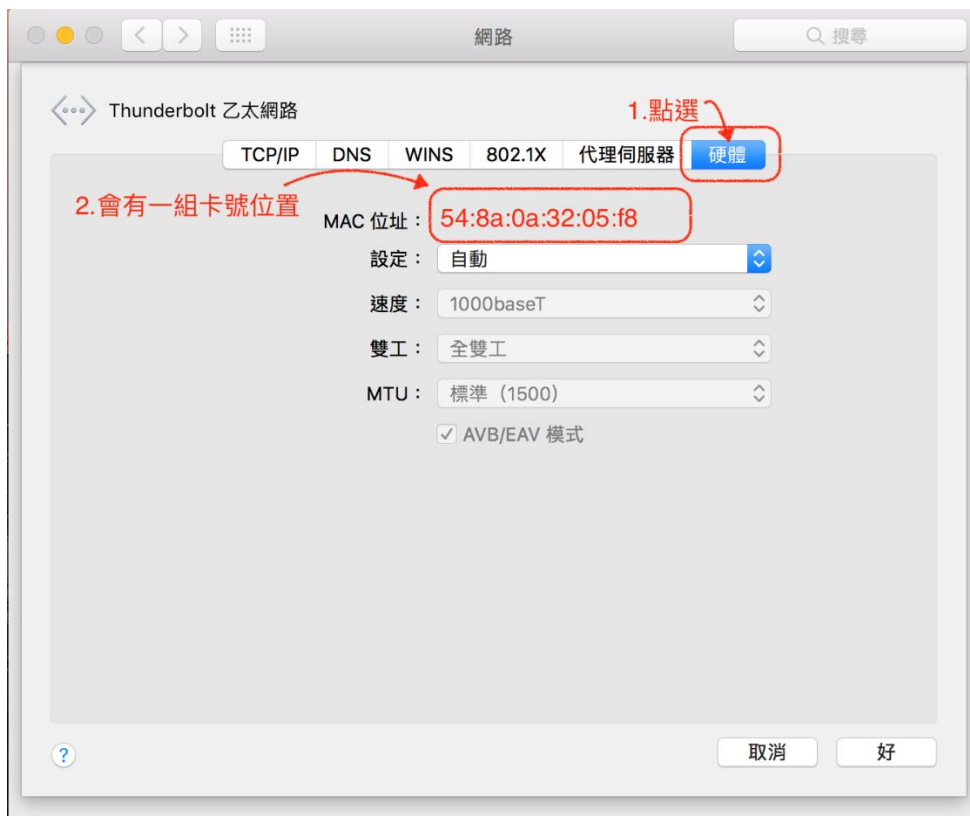 網路
搜尋
Thunderbolt 乙太網路
1.點選
TCP/IP DNS WINS 802.1X 代理伺服器 硬體
2.會有一組卡號位置
MAC 位址： 54:8a:0a:32:05:f8
設定： 自動
速度： 1000baseT
雙工： 全雙工
MTU： 標準（1500）
AVB/EAV 模式
?
取消
好